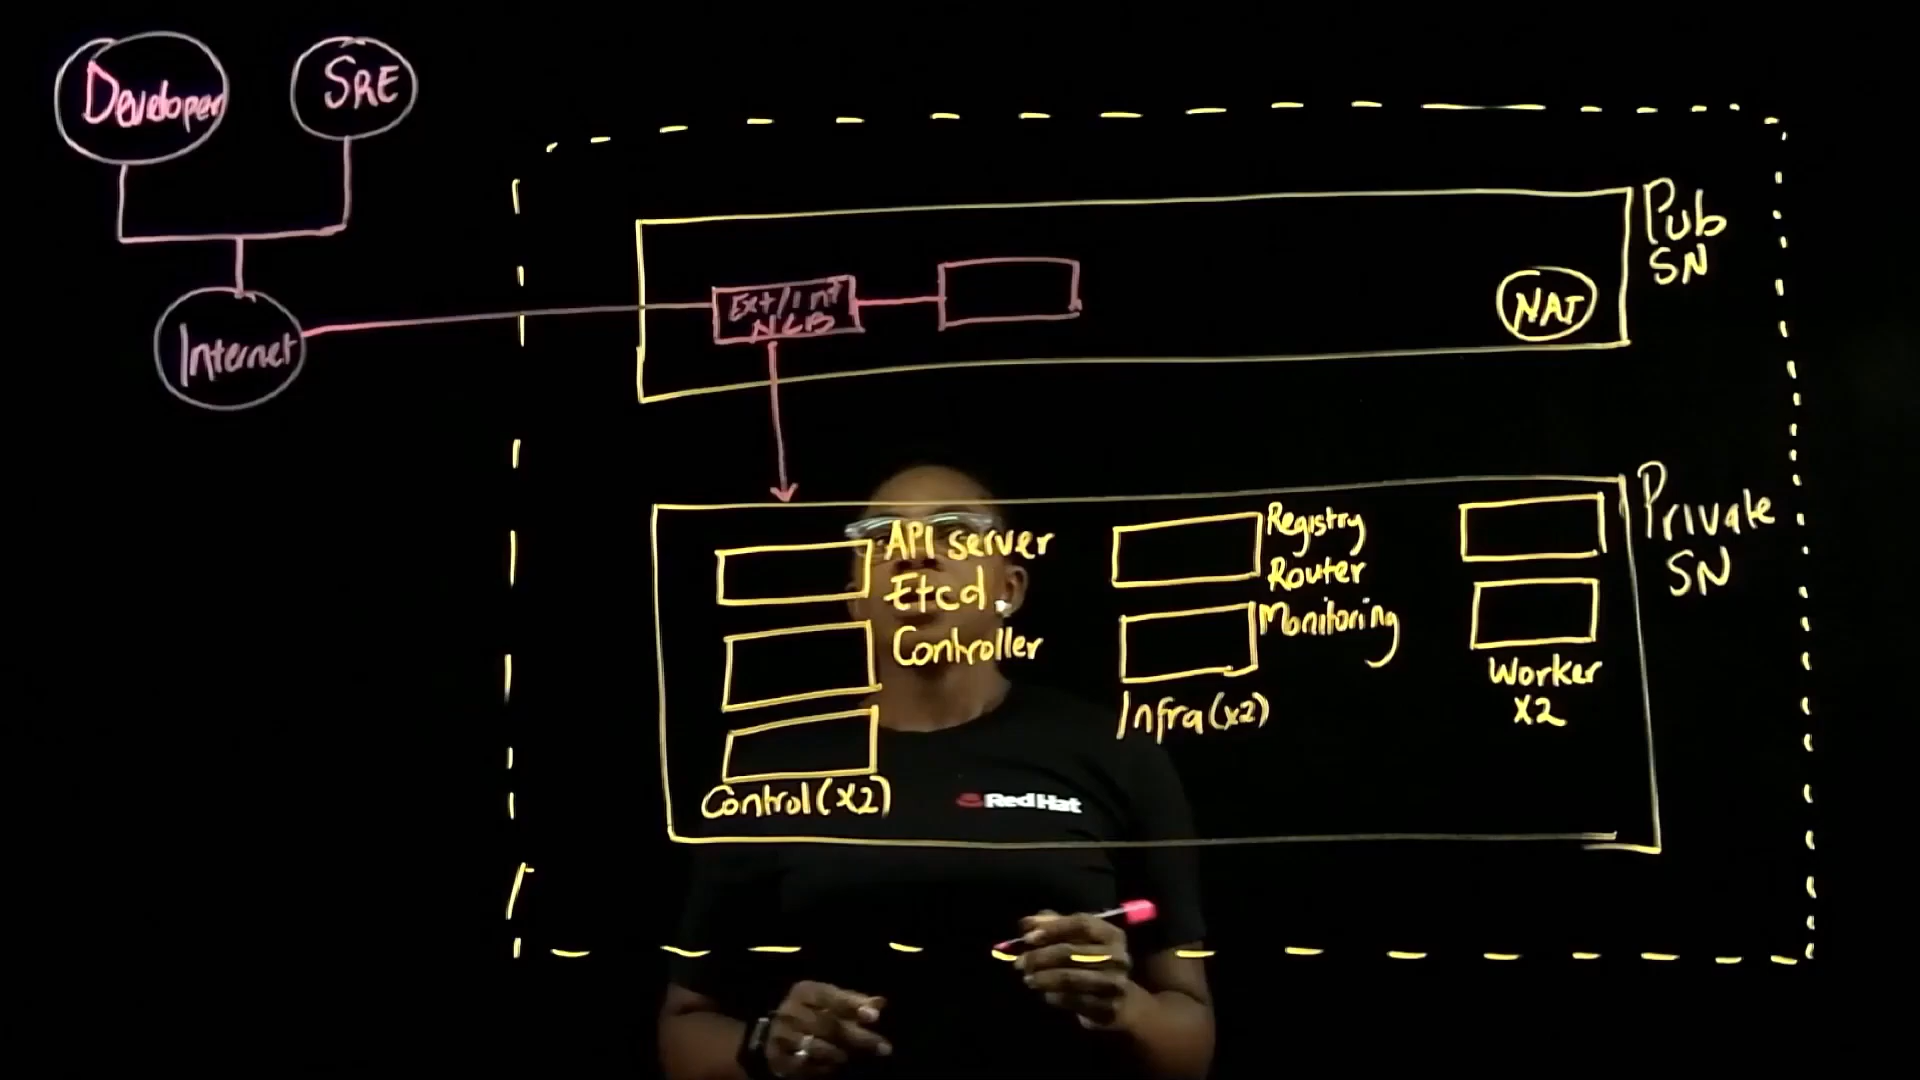 Developer
SRE
Internet
Pub
SN
Ext/Int
NLB
NAT
Private
SN
API server
Etcd
Controller
Control(x2)
Registry
Router
Monitoring
Infra(x2)
Worker
x2
Red Hat